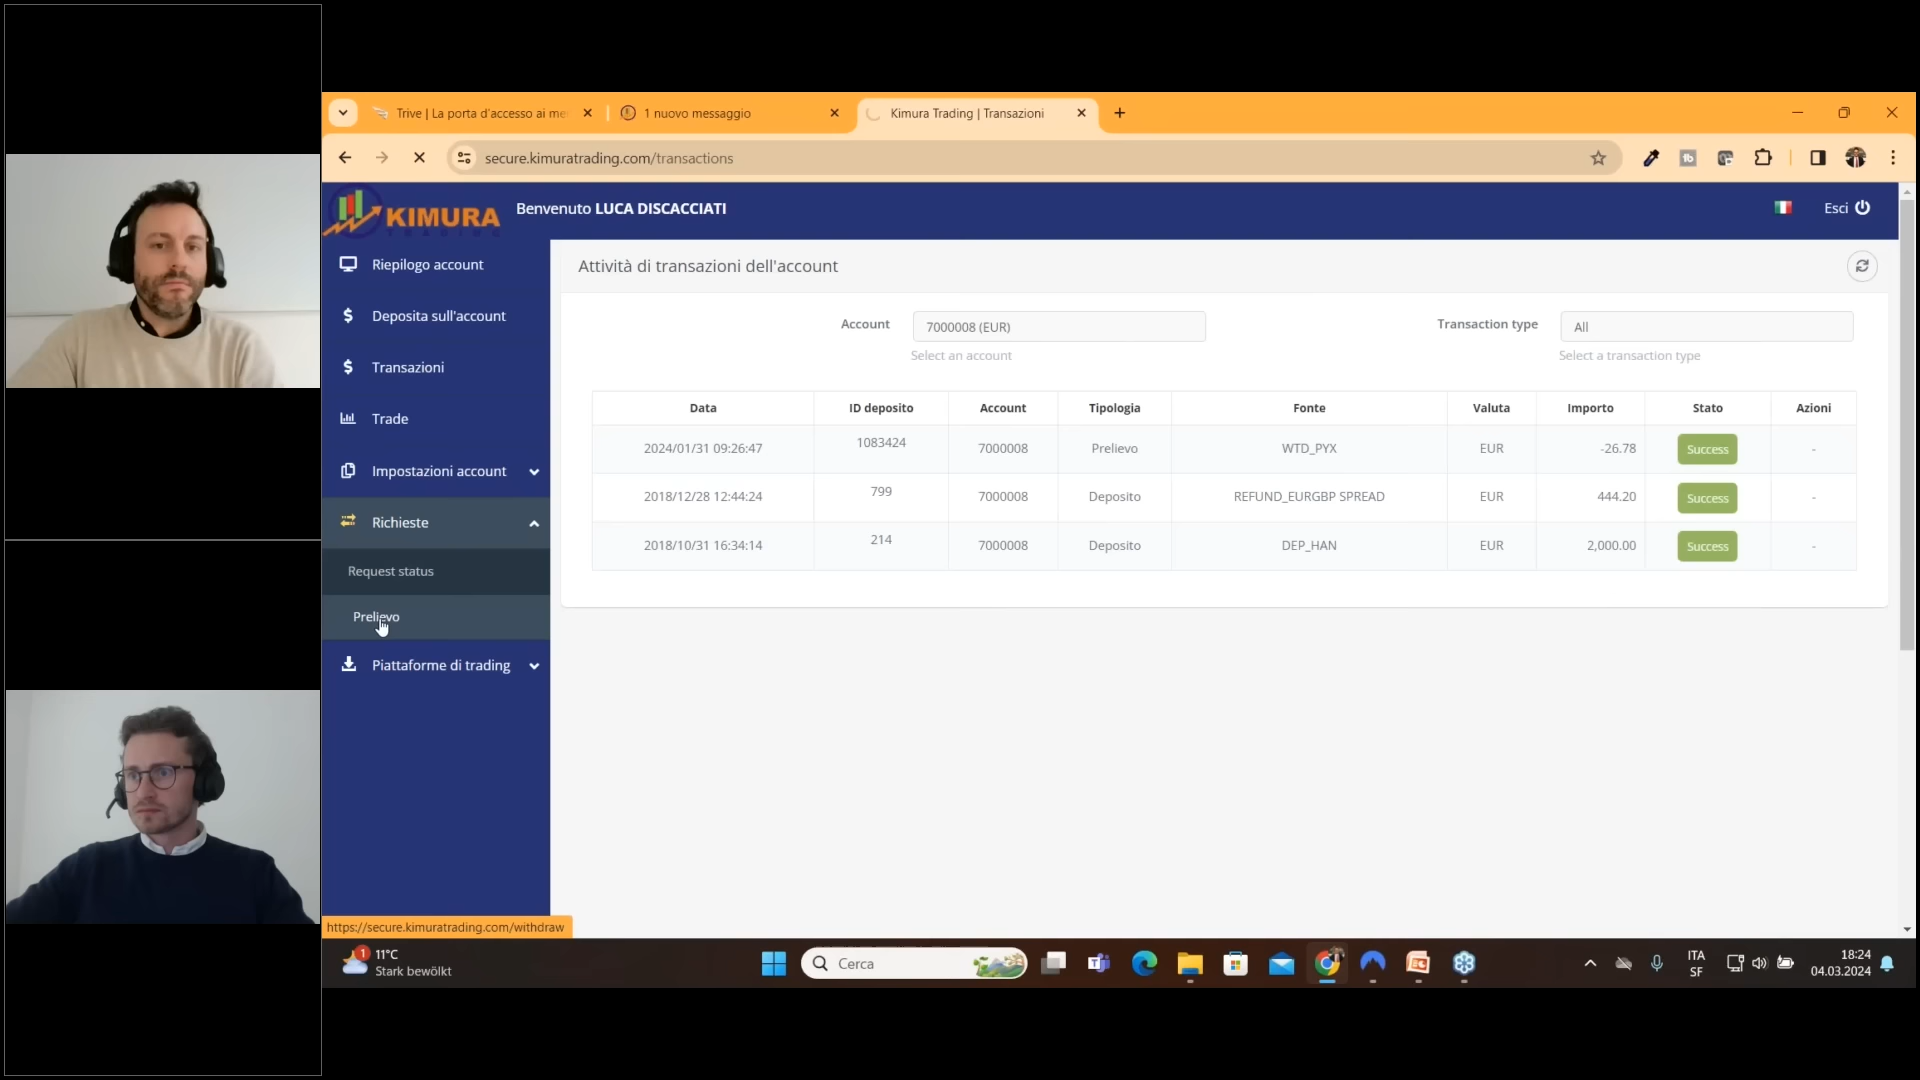 Trive | La porta d'accesso ai me
1 nuovo messaggio
Kimura Trading | Transazioni
secure.kimuratrading.com/transactions
KIMURA
Benvenuto LUCA DISCACCIATI
Esci
Riepilogo account
Deposita sull'account
Transazioni
Trade
Impostazioni account
Richieste
Request status
Prelievo
Piattaforme di trading
Attività di transazioni dell'account
Account
7000008 (EUR)
Select an account
Transaction type
All
Select a transaction type
Data ID deposito Account Tipologia Fonte Valuta Importo Stato Azioni
2024/01/31 09:26:47 1083424 7000008 Prelievo WTD_PYX EUR -26.78 Success -
2018/12/28 12:44:24 799 7000008 Deposito REFUND_EURGBP SPREAD EUR 444.20 Success -
2018/10/31 16:34:14 214 7000008 Deposito DEP_HAN EUR 2,000.00 Success -
https://secure.kimuratrading.com/withdraw
1
11°C
Stark bewölkt
Cerca
ITA
SF
18:24
04.03.2024